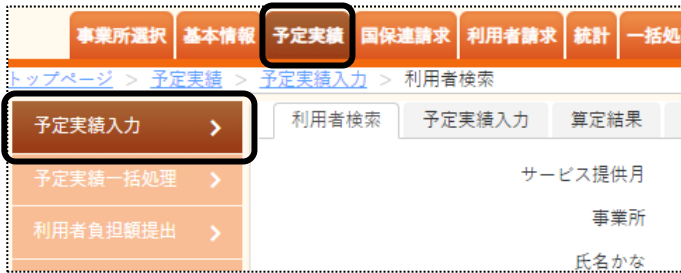 事業所選択 基本情報 予定実績 国保連請求 利用者請求 統計 一括処
トップページ > 予定実績 > 予定実績入力 > 利用者検索
予定実績入力
利用者検索 予定実績入力 算定結果
サービス提供月
予定実績一括処理
事業所
利用者負担額提出
氏名かな